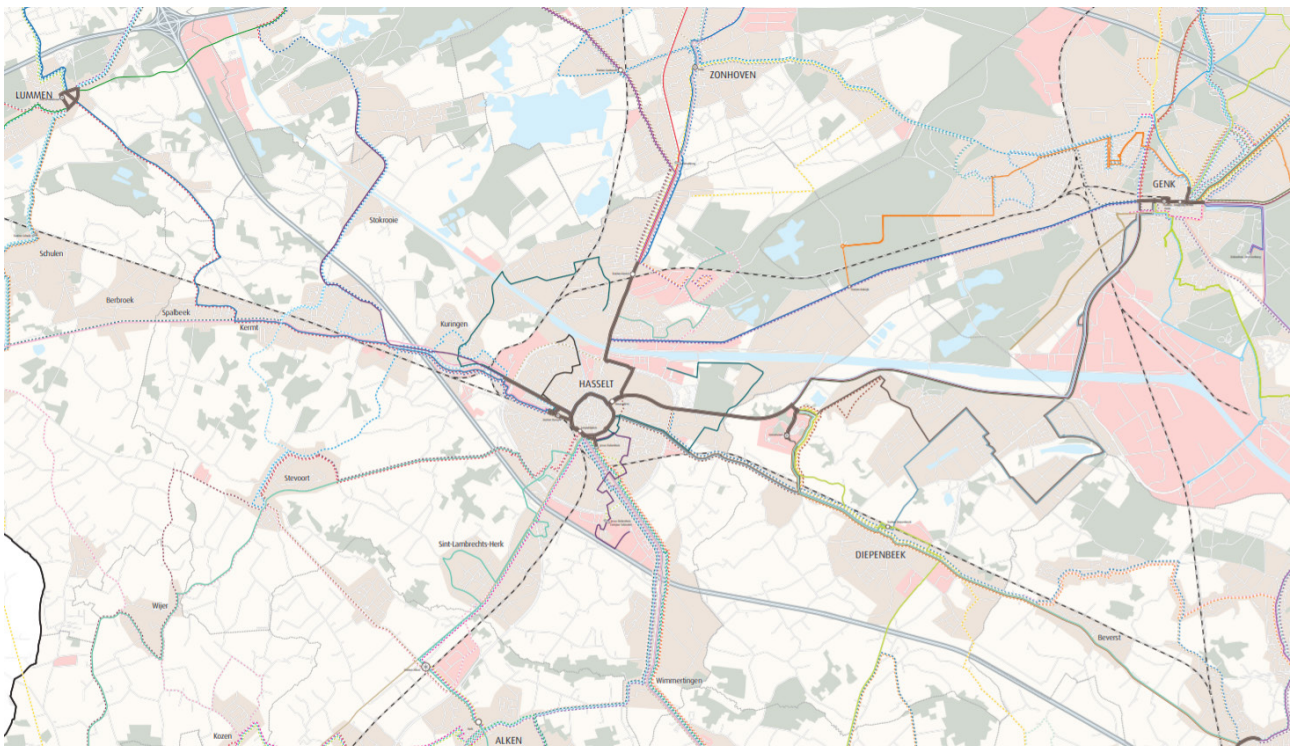 ZONHOVEN
LUMMEN
GENK
Stokrooie
Schulen
Berbroek
Spalbeek
Kermt
Kuringen
HASSELT
Stevoort
Sint-Lambrechts-Herk
DIEPENBEEK
Wijer
Beverst
Wimmertingen
Kozen
ALKEN